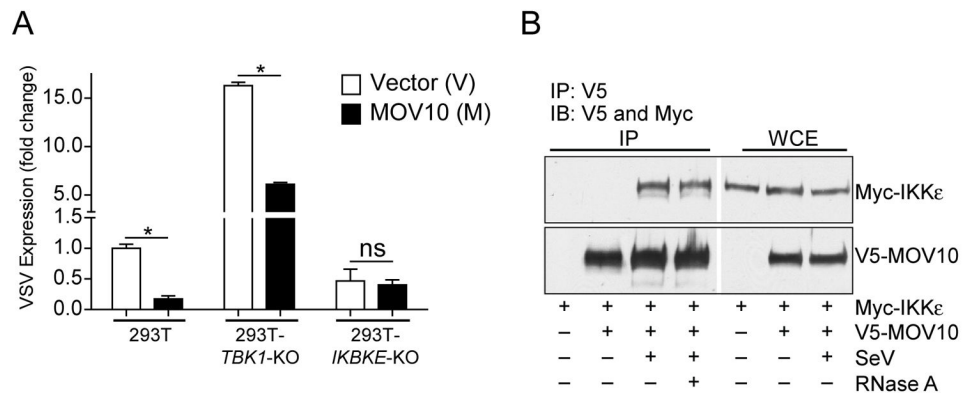 A
VSV Expression (fold change)
15.0
10.0
5.0
1.5
1.0
0.5
0.0
*
*
ns
Vector (V)
MOV10 (M)
293T
293T-
TBK1-KO
293T-
IKBKE-KO
B
IP: V5
IB: V5 and Myc
IP WCE
Myc-IKKε
V5-MOV10
+ + + + + + + Myc-IKKε
– + + + – + + V5-MOV10
– – + + – – + SeV
– – – + – – – RNase A